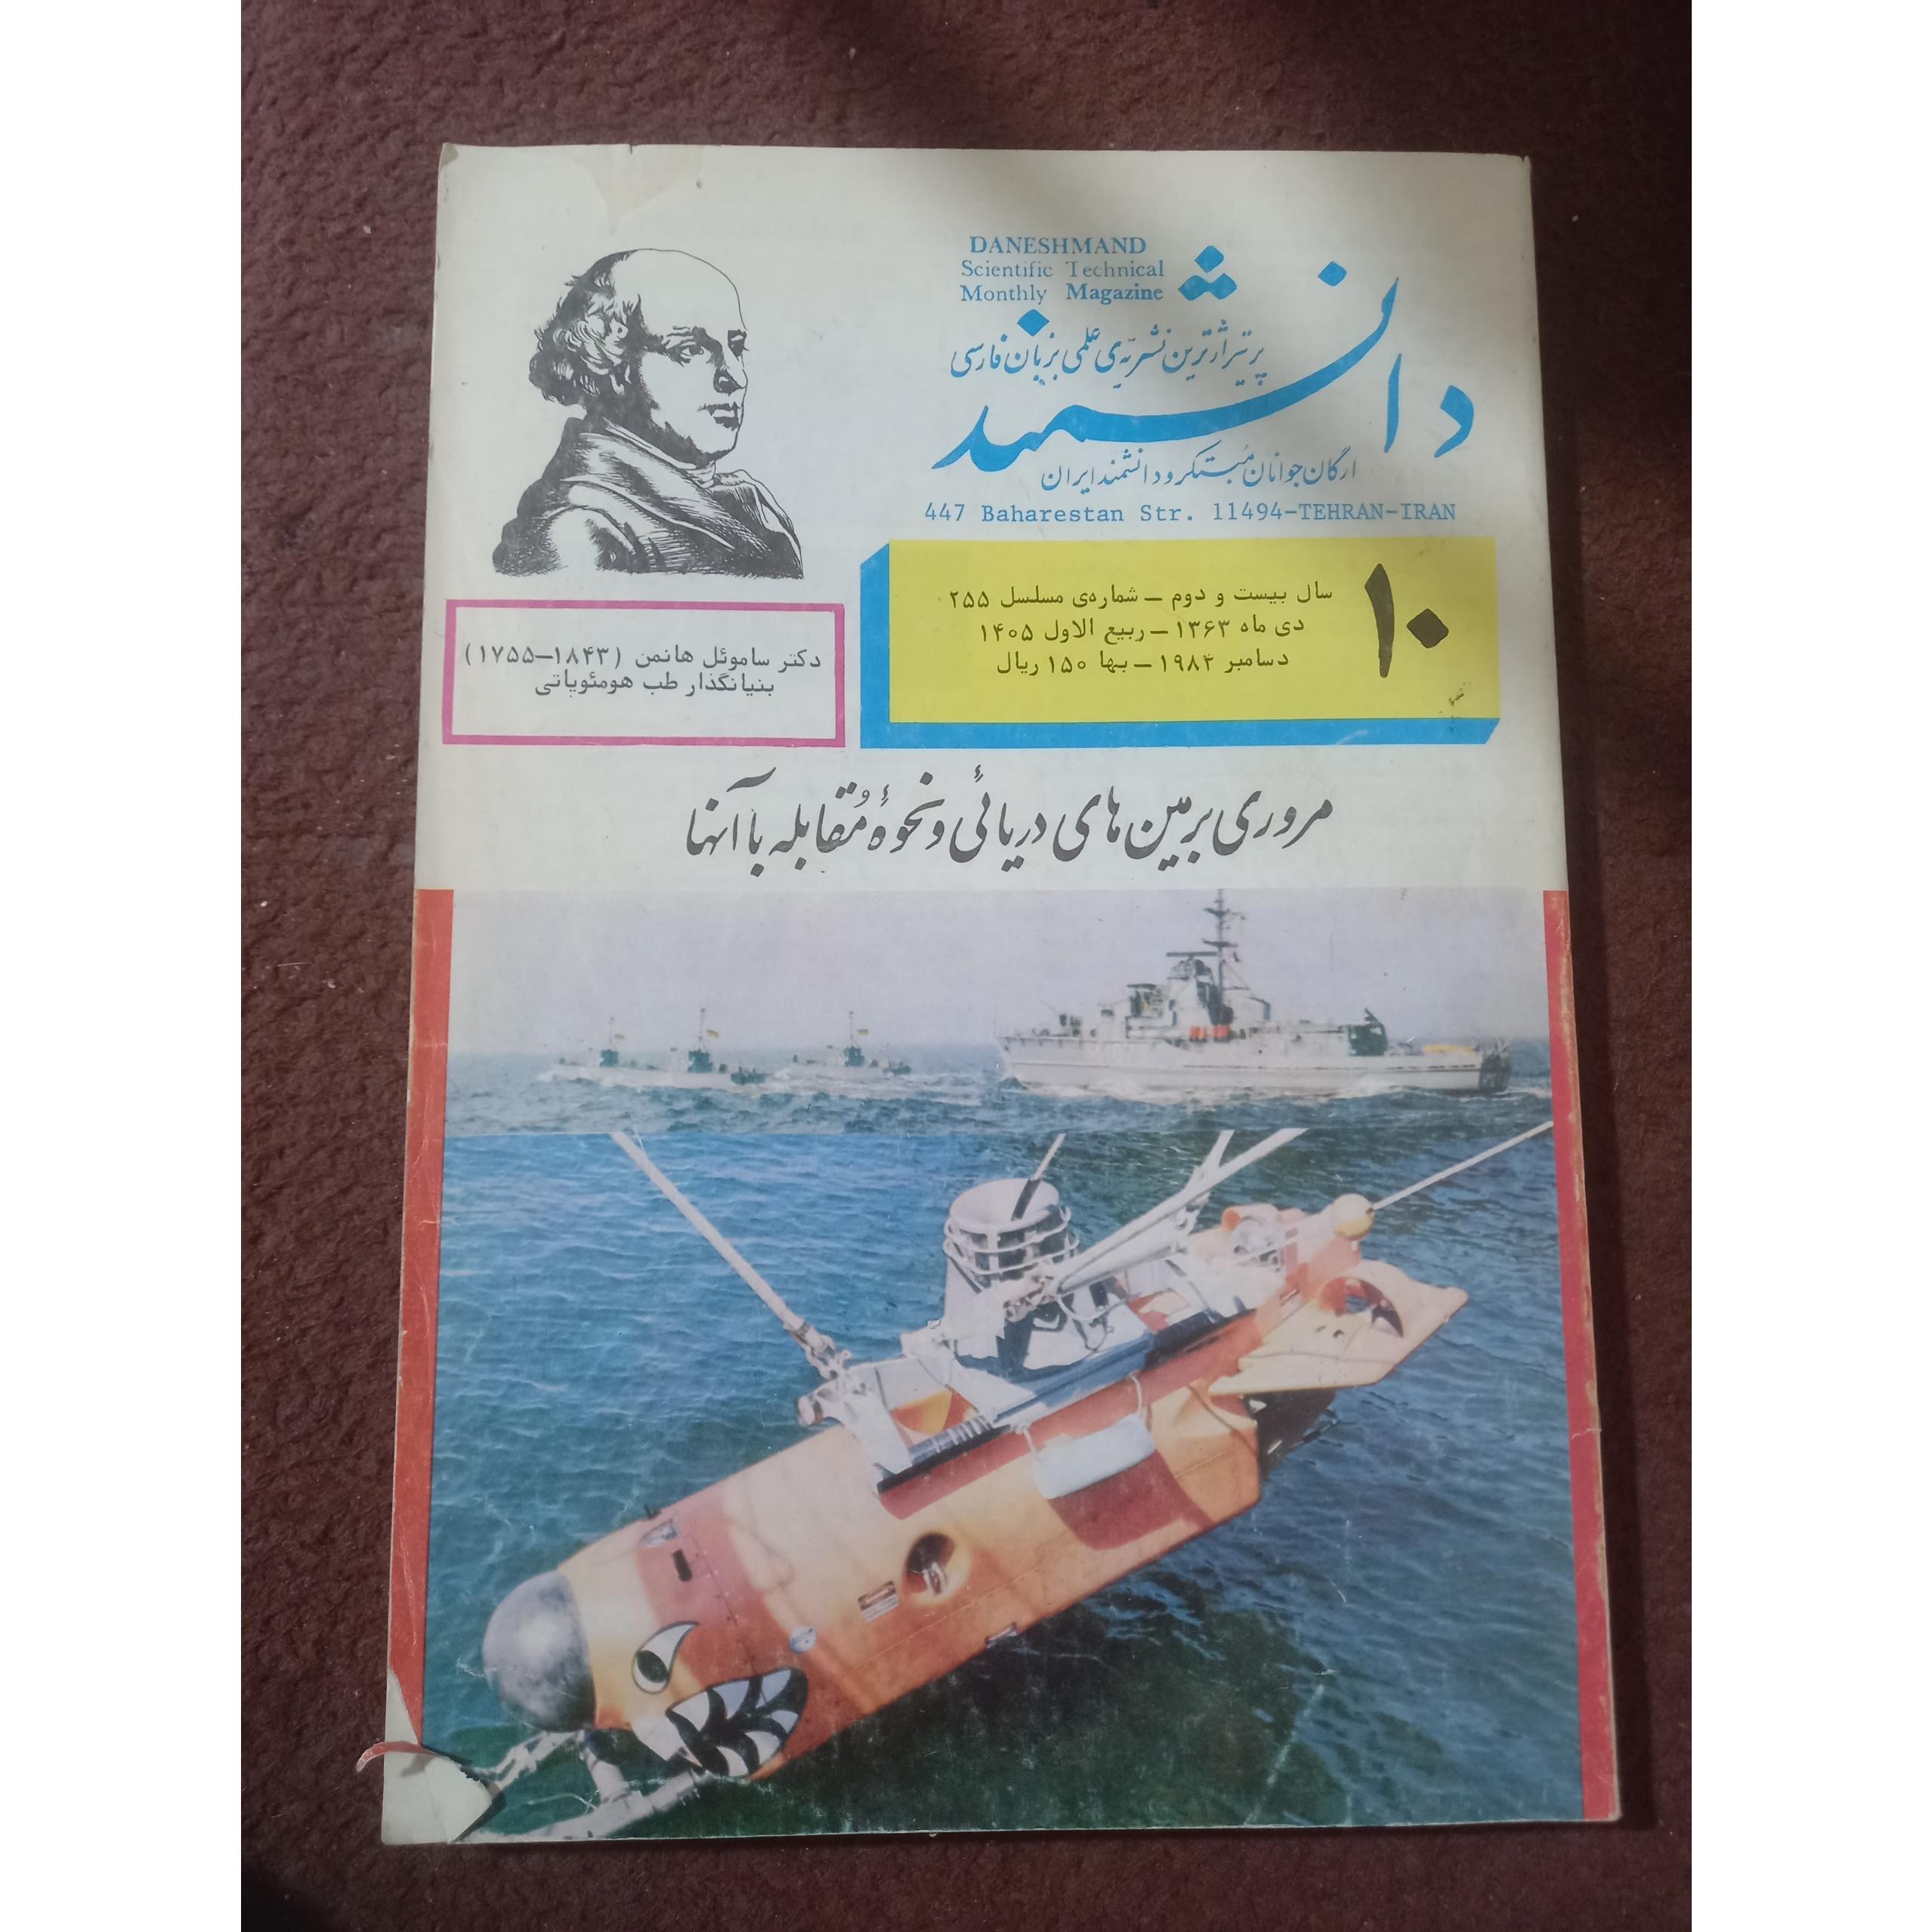 DANESHMAND
Scientific Technical
Monthly Magazine
پرتیراژترین نشریه‌ی علمی بزبان فارسی
دانشمند
ارگان جوانان مبتکر و دانشمند ایران
447 Baharestan Str. 11494-TEHRAN-IRAN
۱۰
سال بیست و دوم – شماره‌ی مسلسل ۲۵۵
دی ماه ۱۳۶۳ – ربیع الاول ۱۴۰۵
دسامبر ۱۹۸۴ – بها ۱۵۰ ریال
دکتر ساموئل هانمن (۱۸۴۳–۱۷۵۵)
بنیانگذار طب هومئوپاتی
مروری بر مین های دریائی و نحوهٔ مُقابله با آنها